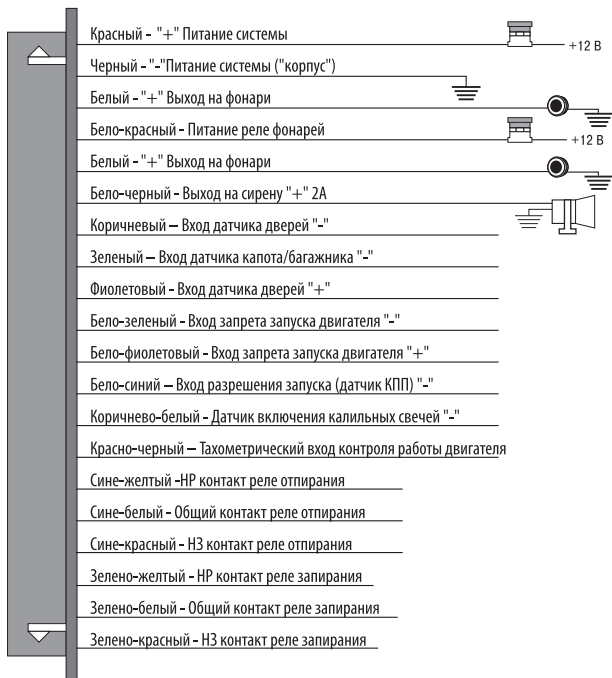 Красный - "+" Питание системы
+12 В
Черный - "-"Питание системы ("корпус")
Белый - "+" Выход на фонари
Бело-красный - Питание реле фонарей
+12 В
Белый - "+" Выход на фонари
Бело-черный - Выход на сирену "+" 2А
Коричневый – Вход датчика дверей "-"
Зеленый – Вход датчика капота/багажника "-"
Фиолетовый - Вход датчика дверей "+"
Бело-зеленый - Вход запрета запуска двигателя "-"
Бело-фиолетовый - Вход запрета запуска двигателя "+"
Бело-синий – Вход разрешения запуска (датчик КПП) "-"
Коричнево-белый - Датчик включения калильных свечей "-"
Красно-черный – Тахометрический вход контроля работы двигателя
Сине-желтый -НР контакт реле отпирания
Сине-белый - Общий контакт реле отпирания
Сине-красный - НЗ контакт реле отпирания
Зелено-желтый - НР контакт реле запирания
Зелено-белый - Общий контакт реле запирания
Зелено-красный - НЗ контакт реле запирания